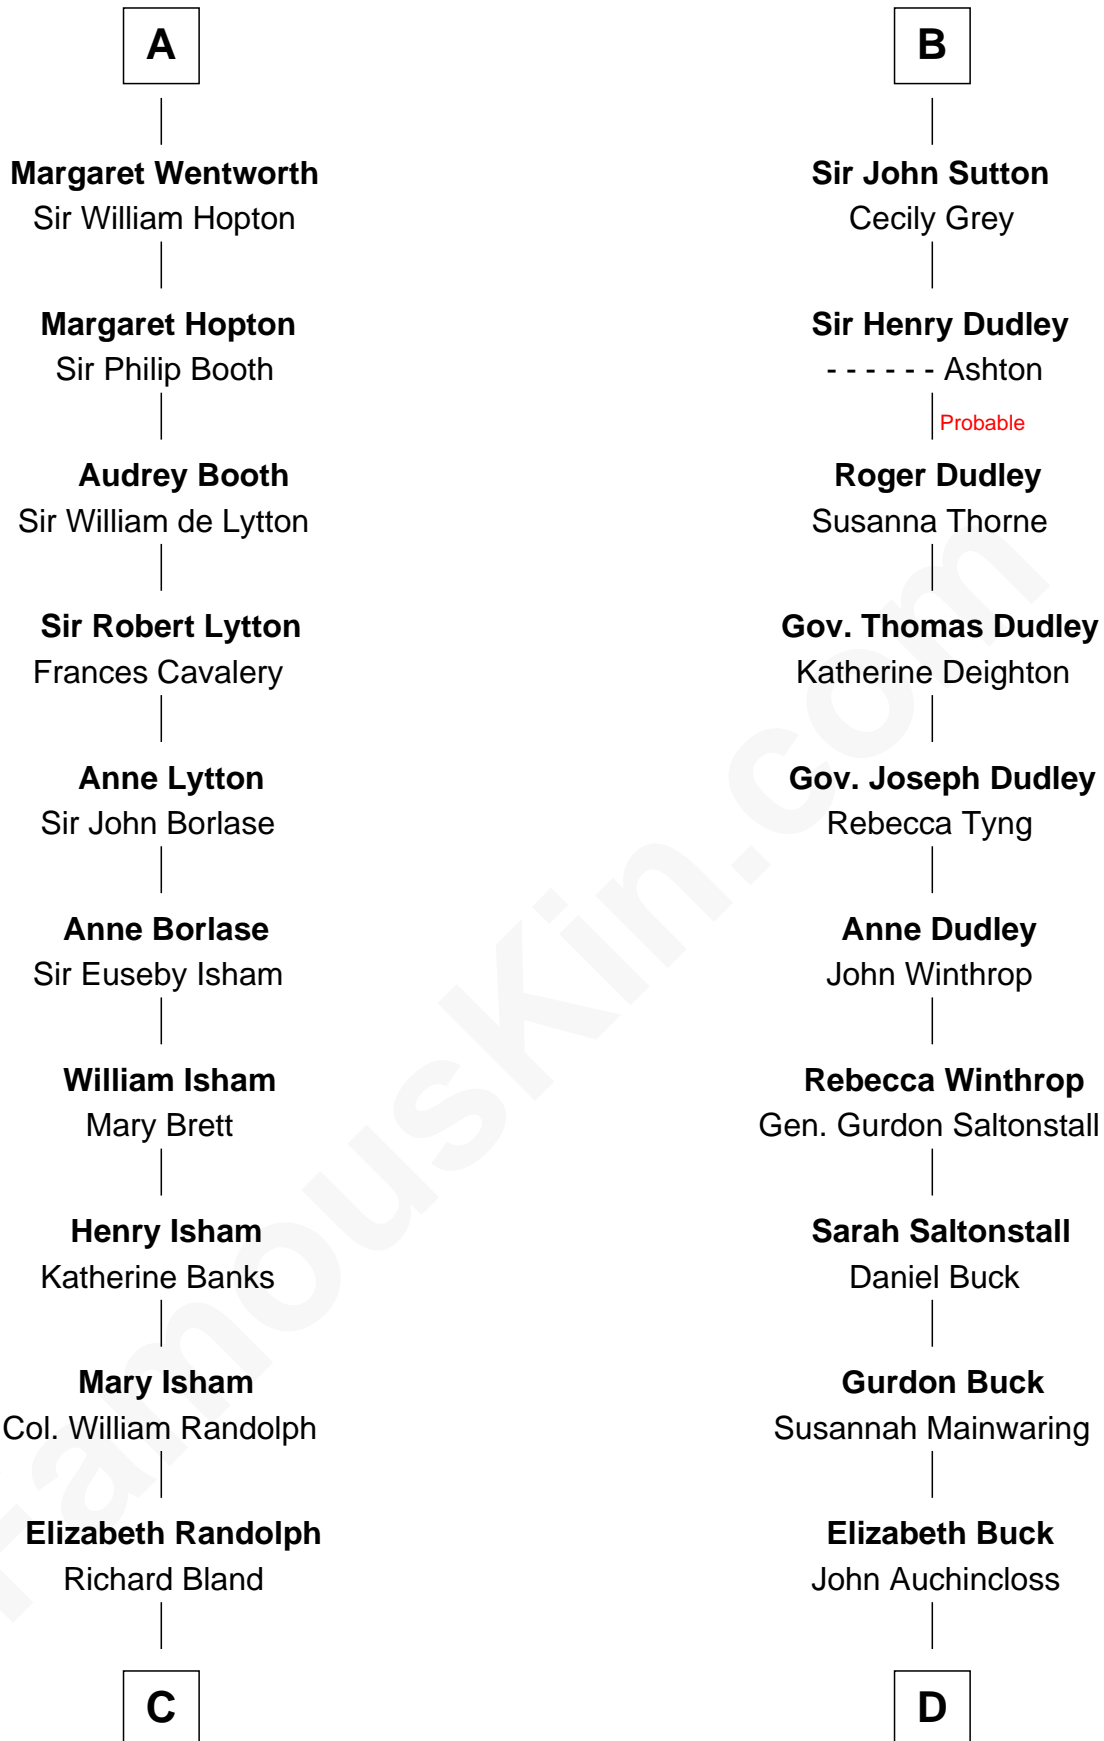 A
Margaret Wentworth
Sir William Hopton
Margaret Hopton
Sir Philip Booth
Audrey Booth
Sir William de Lytton
Sir Robert Lytton
Frances Cavalery
Anne Lytton
Sir John Borlase
Anne Borlase
Sir Euseby Isham
William Isham
Mary Brett
Henry Isham
Katherine Banks
Mary Isham
Col. William Randolph
Elizabeth Randolph
Richard Bland
C
B
Sir John Sutton
Cecily Grey
Sir Henry Dudley
- - - - - - Ashton
Probable
Roger Dudley
Susanna Thorne
Gov. Thomas Dudley
Katherine Deighton
Gov. Joseph Dudley
Rebecca Tyng
Anne Dudley
John Winthrop
Rebecca Winthrop
Gen. Gurdon Saltonstall
Sarah Saltonstall
Daniel Buck
Gurdon Buck
Susannah Mainwaring
Elizabeth Buck
John Auchincloss
D
FamousKin.com